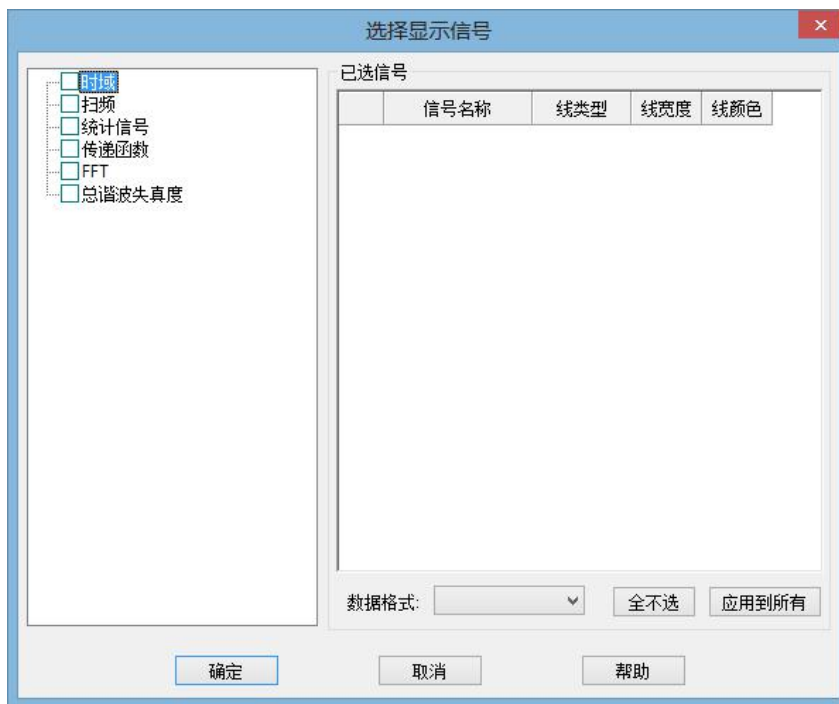 选择显示信号
时域
扫频
统计信号
传递函数
FFT
总谐波失真度
已选信号
信号名称 线类型 线宽度 线颜色
数据格式: 全不选 应用到所有
确定 取消 帮助